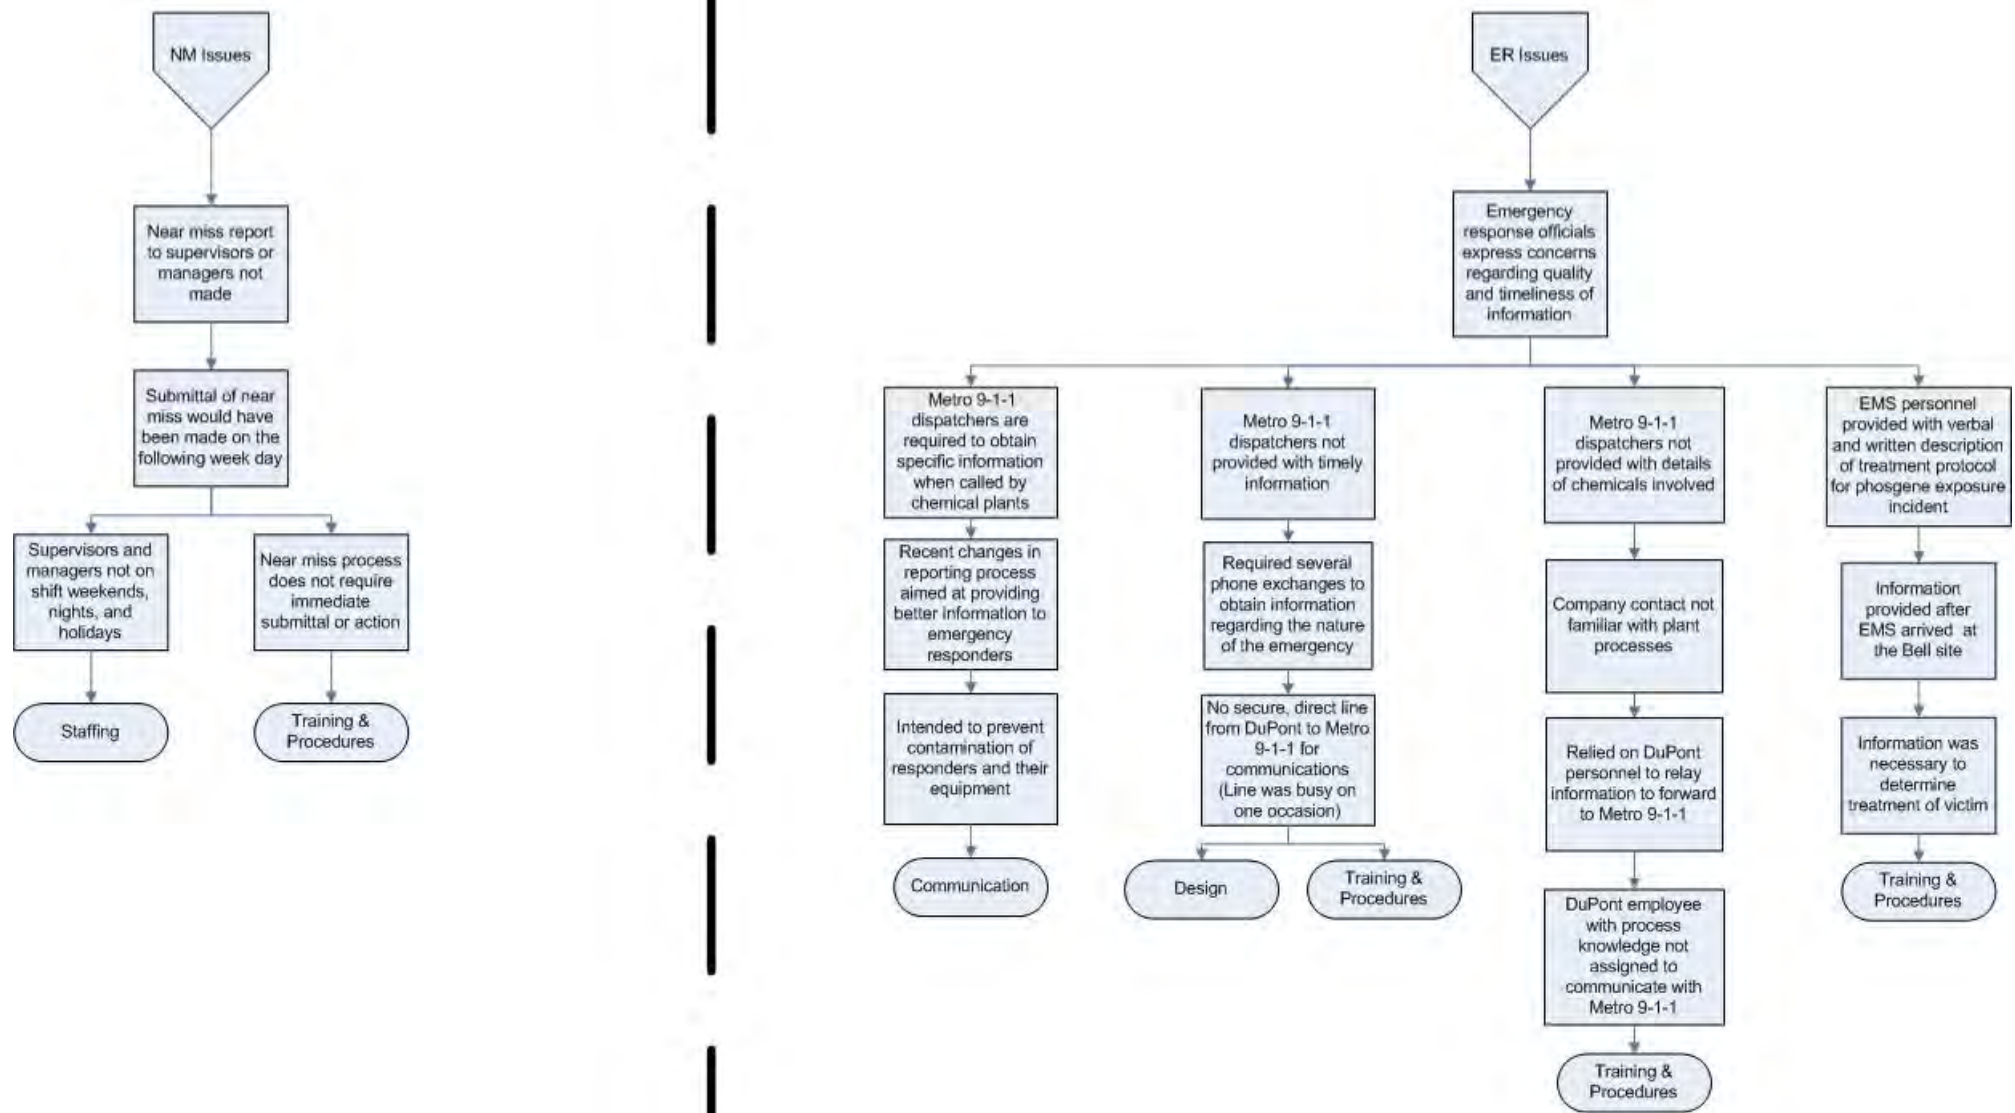 NM Issues
Near miss report
to supervisors or
managers not
made
Submittal of near
miss would have
been made on the
following week day
Supervisors and
managers not on
shift weekends,
nights, and
holidays
Staffing
Near miss process
does not require
immediate
submittal or action
Training &
Procedures
ER Issues
Emergency
response officials
express concerns
regarding quality
and timeliness of
information
Metro 9-1-1
dispatchers are
required to obtain
specific information
when called by
chemical plants
Recent changes in
reporting process
aimed at providing
better information to
emergency
responders
Intended to prevent
contamination of
responders and their
equipment
Communication
Metro 9-1-1
dispatchers not
provided with timely
information
Required several
phone exchanges to
obtain information
regarding the nature
of the emergency
No secure, direct line
from DuPont to Metro
9-1-1 for
communications
(Line was busy on
one occasion)
Design
Training &
Procedures
Metro 9-1-1
dispatchers not
provided with details
of chemicals involved
Company contact not
familiar with plant
processes
Relied on DuPont
personnel to relay
information to forward
to Metro 9-1-1
DuPont employee
with process
knowledge not
assigned to
communicate with
Metro 9-1-1
Training &
Procedures
EMS personnel
provided with verbal
and written description
of treatment protocol
for phosgene exposure
incident
Information
provided after
EMS arrived at
the Bell site
Information was
necessary to
determine
treatment of victim
Training &
Procedures